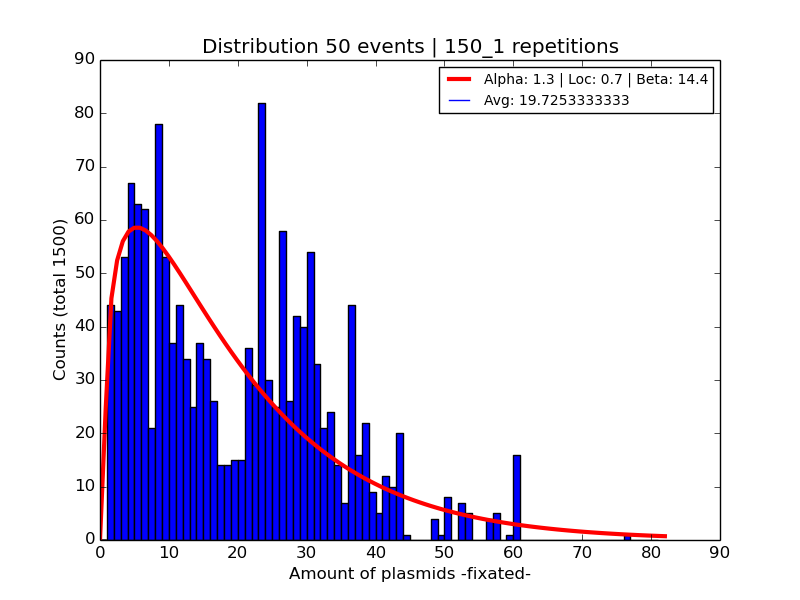 Distribution 50 events | 150_1 repetitions
Alpha: 1.3 | Loc: 0.7 | Beta: 14.4
Avg: 19.7253333333
90
80
70
60
50
40
30
20
10
0
Counts (total 1500)
0 10 20 30 40 50 60 70 80 90
Amount of plasmids -fixated-